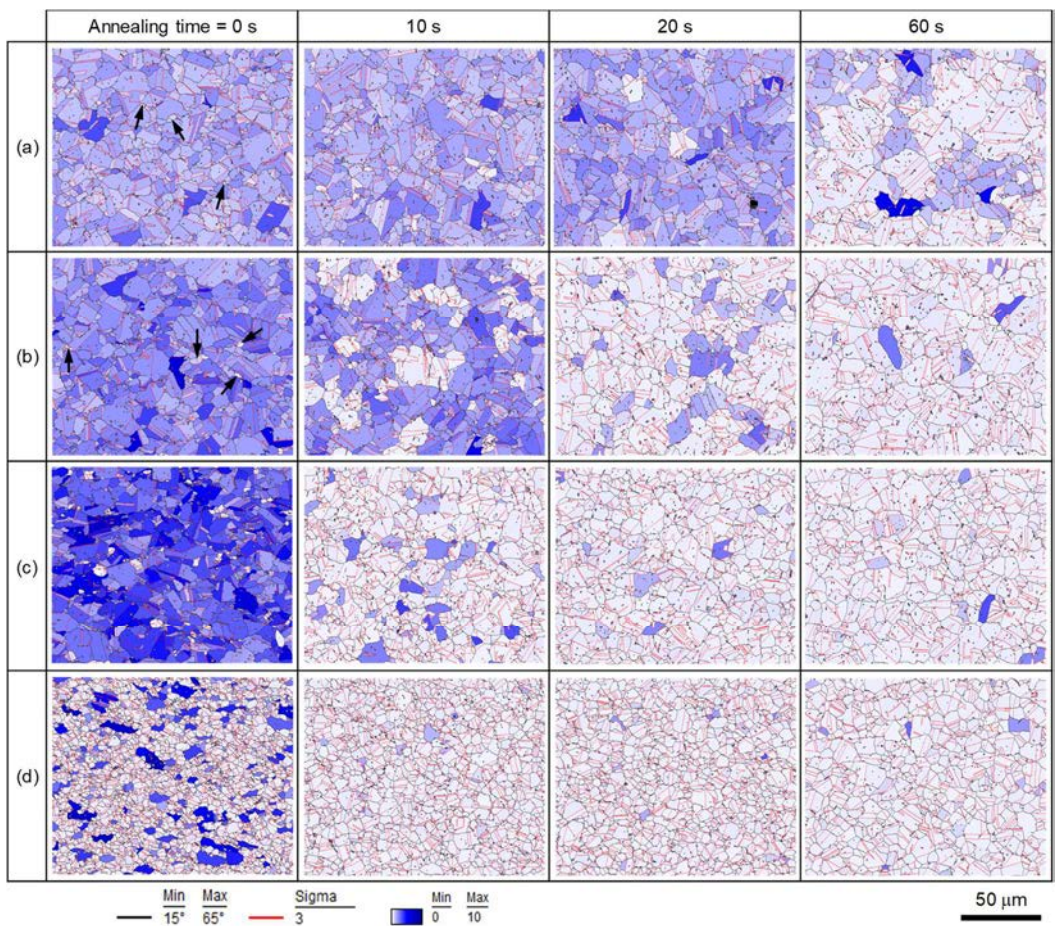 Annealing time = 0 s 10 s 20 s 60 s
(a)
(b)
(c)
(d)
Min Max Sigma Min Max
15° 65° 3 0 10
50 μm